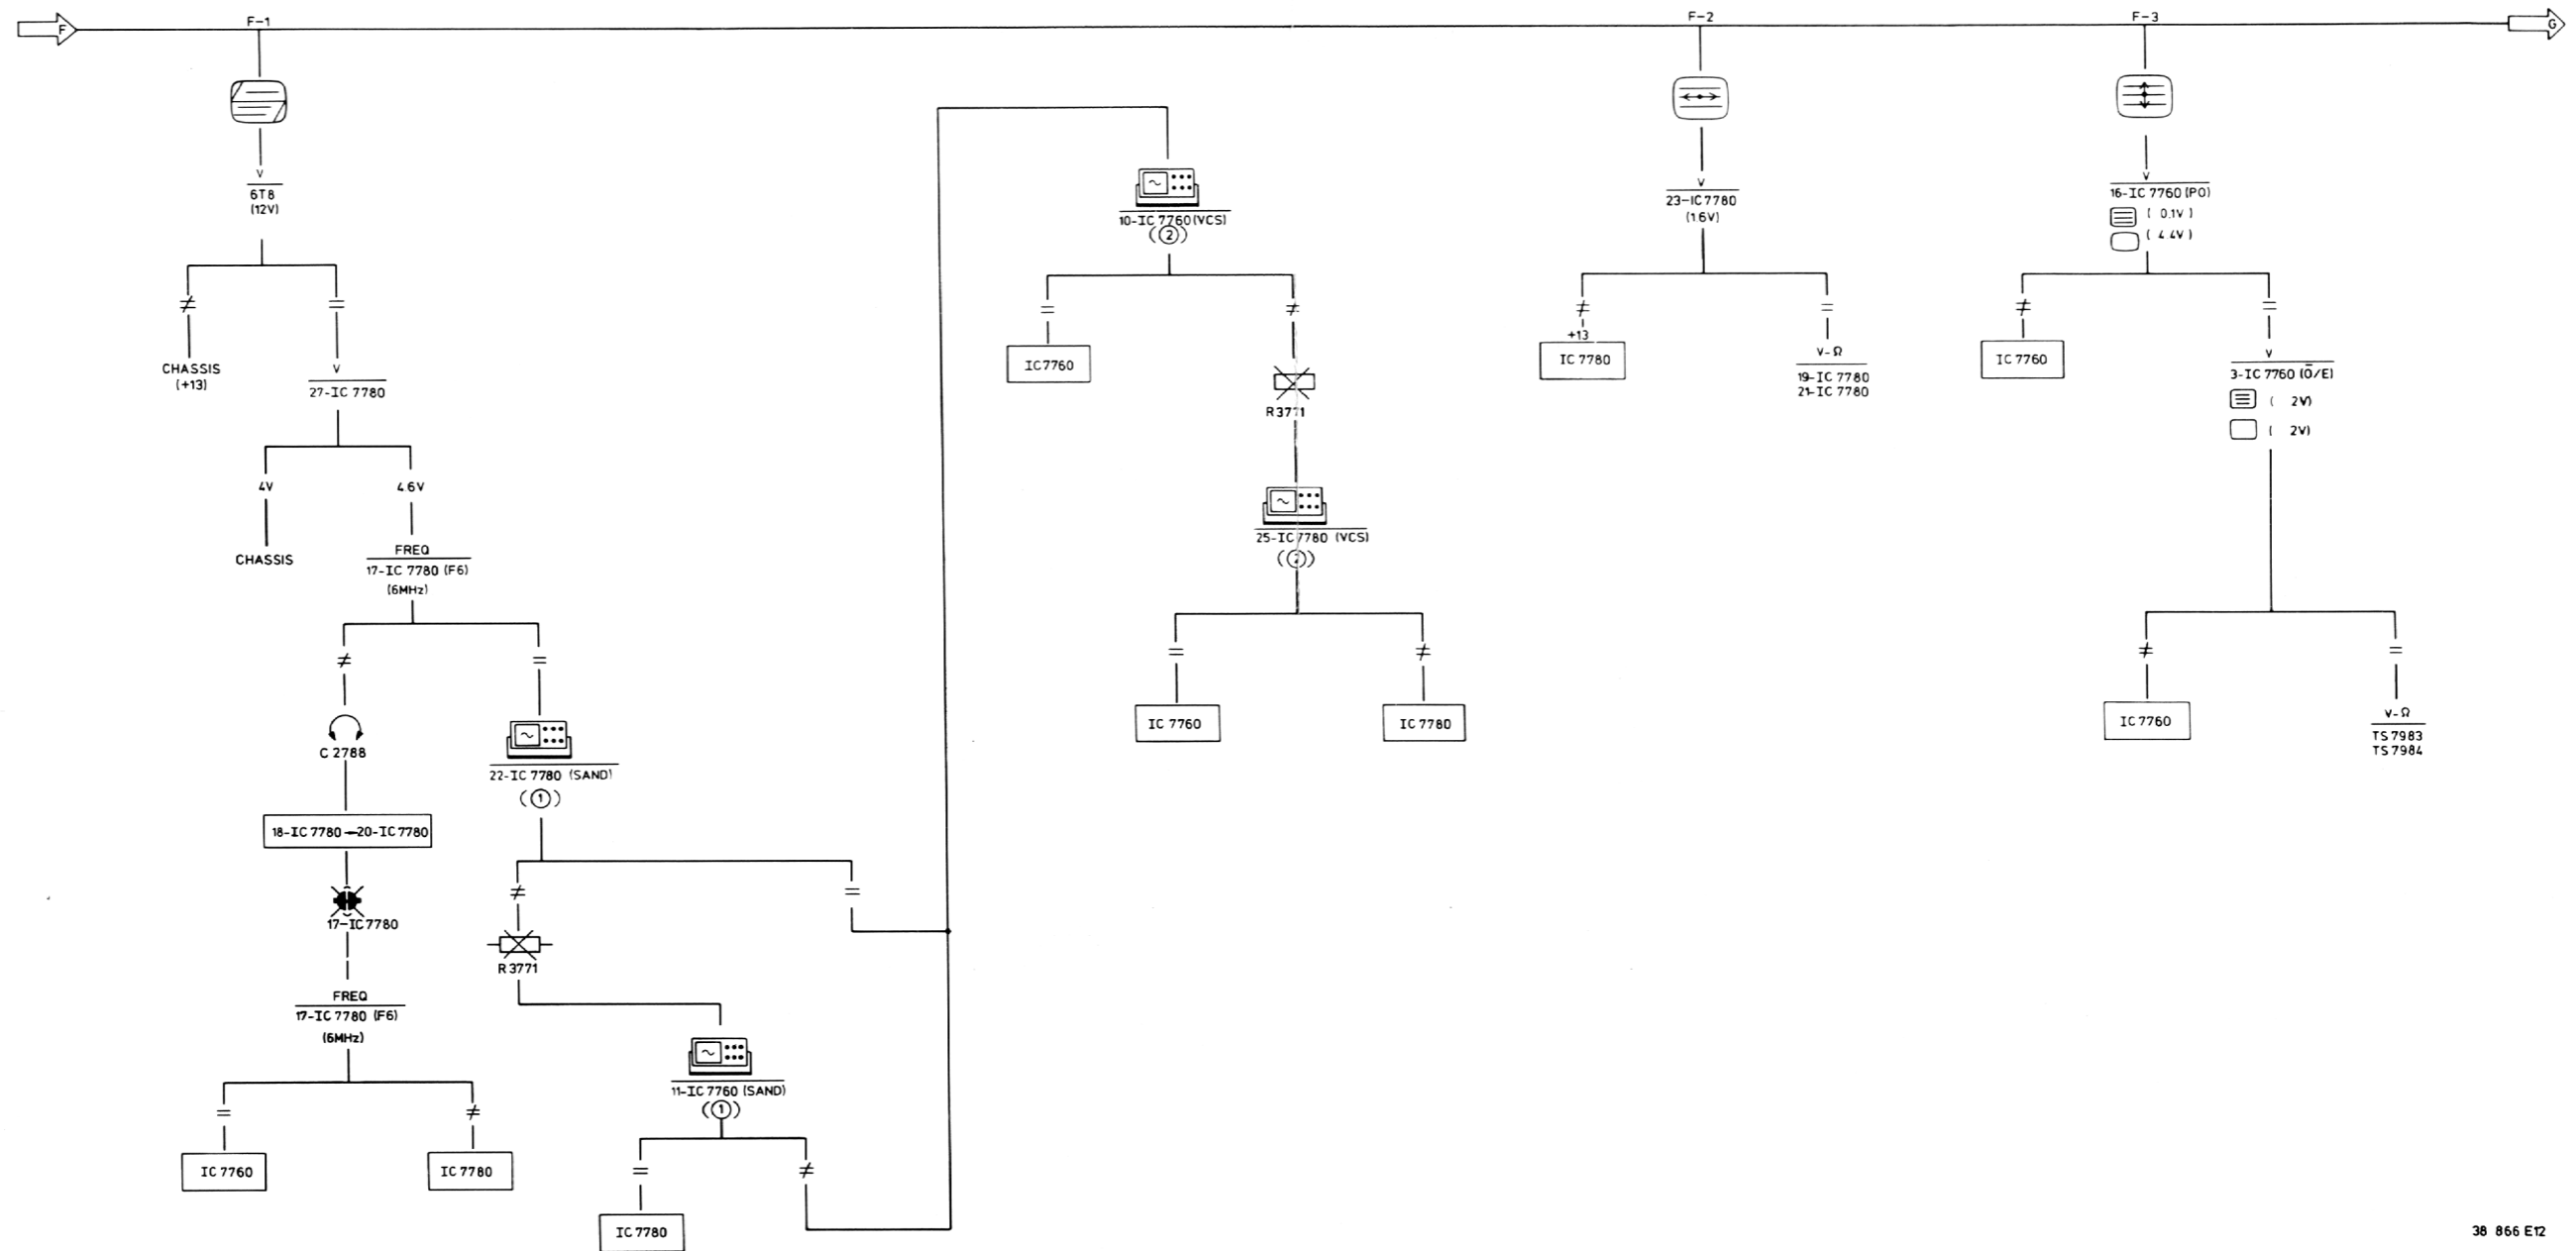 F
F-1
F-2
F-3
G
V
6T8
(12V)
≠
=
CHASSIS
(+13)
V
27-IC 7780
4V
4.6V
CHASSIS
FREQ
17-IC 7780 (F6)
(6MHz)
≠
=
C 2788
18-IC 7780 — 20-IC 7780
17-IC 7780
FREQ
17-IC 7780 (F6)
(6MHz)
=
≠
IC 7760
IC 7780
~
22-IC 7780 (SAND)
(①)
≠
=
R 3771
~
11-IC 7760 (SAND)
(①)
=
≠
IC 7780
~
10-IC 7760 (VCS)
(②)
=
≠
IC 7760
R 3771
~
25-IC 7780 (VCS)
(②)
=
≠
IC 7760
IC 7780
V
23-IC 7780
(1.6V)
≠
=
+13
IC 7780
V-Ω
19-IC 7780
21-IC 7780
V
16-IC 7760 (PO)
( 0.1V )
( 4.4V )
≠
=
IC 7760
V
3-IC 7760 (Ō/E)
( 2V)
( 2V)
≠
=
IC 7760
V-Ω
TS 7983
TS 7984
38 866 E12